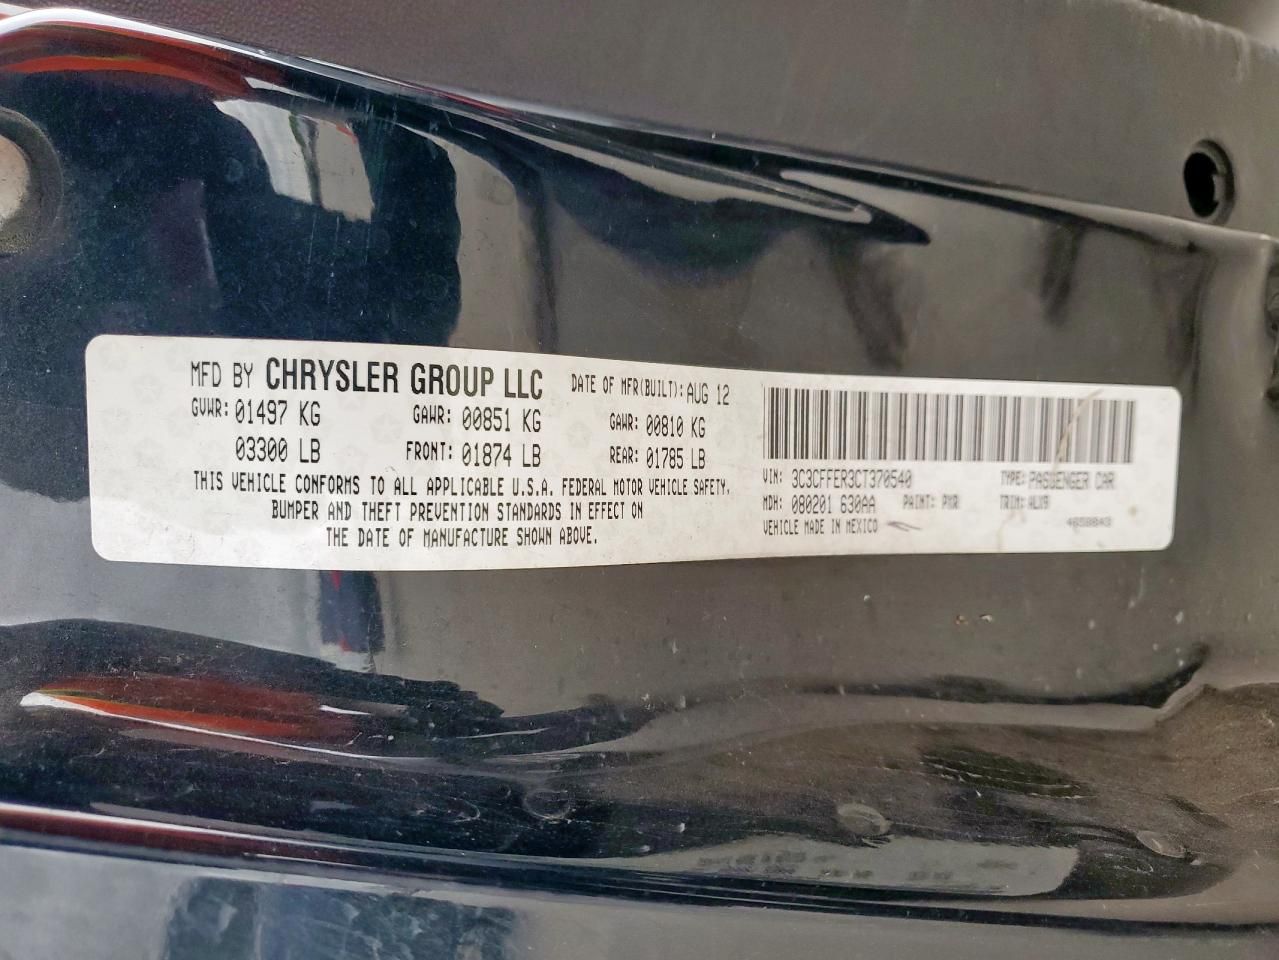 MFD BY CHRYSLER GROUP LLC DATE OF MFR(BUILT): AUG 12
GVWR: 01497 KG GAWR: 00851 KG GAWR: 00810 KG
03300 LB FRONT: 01874 LB REAR: 01785 LB
THIS VEHICLE CONFORMS TO ALL APPLICABLE U.S.A. FEDERAL MOTOR VEHICLE SAFETY,
BUMPER AND THEFT PREVENTION STANDARDS IN EFFECT ON
THE DATE OF MANUFACTURE SHOWN ABOVE.
VIN: 3C3CFFER3CT370540 TYPE: PASSENGER CAR
MDH: 080201 630AA PAINT: PXR TRIM: HLX9
VEHICLE MADE IN MEXICO 4658843